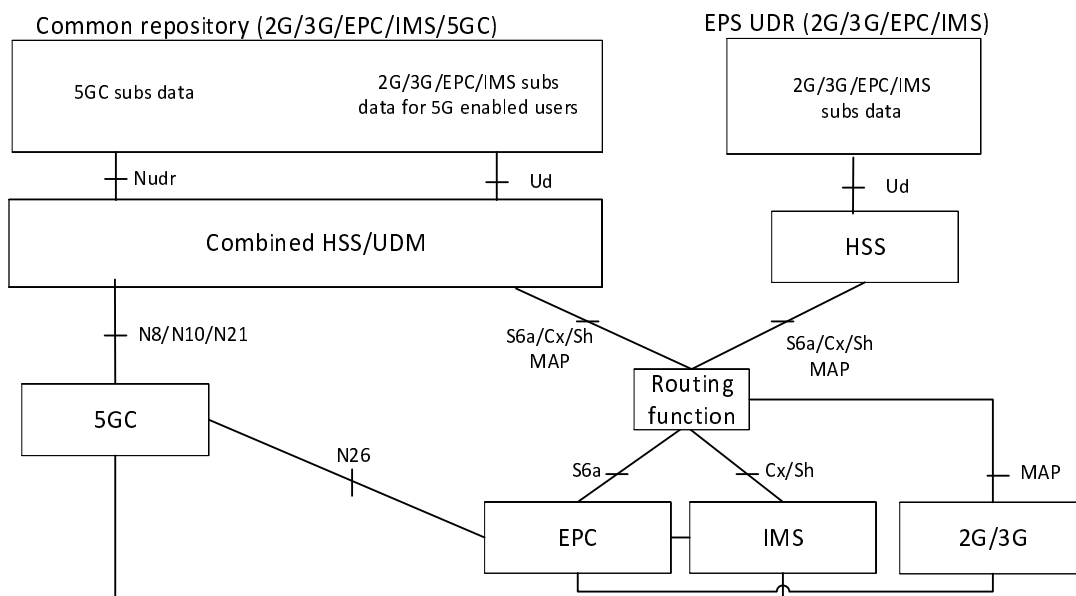 Common repository (2G/3G/EPC/IMS/5GC)
EPS UDR (2G/3G/EPC/IMS)
5GC subs data
2G/3G/EPC/IMS subs
data for 5G enabled users
2G/3G/EPC/IMS
subs data
Nudr
Ud
Ud
Combined HSS/UDM
HSS
N8/N10/N21
S6a/Cx/Sh
MAP
S6a/Cx/Sh
MAP
Routing
function
5GC
N26
S6a
Cx/Sh
MAP
EPC
IMS
2G/3G